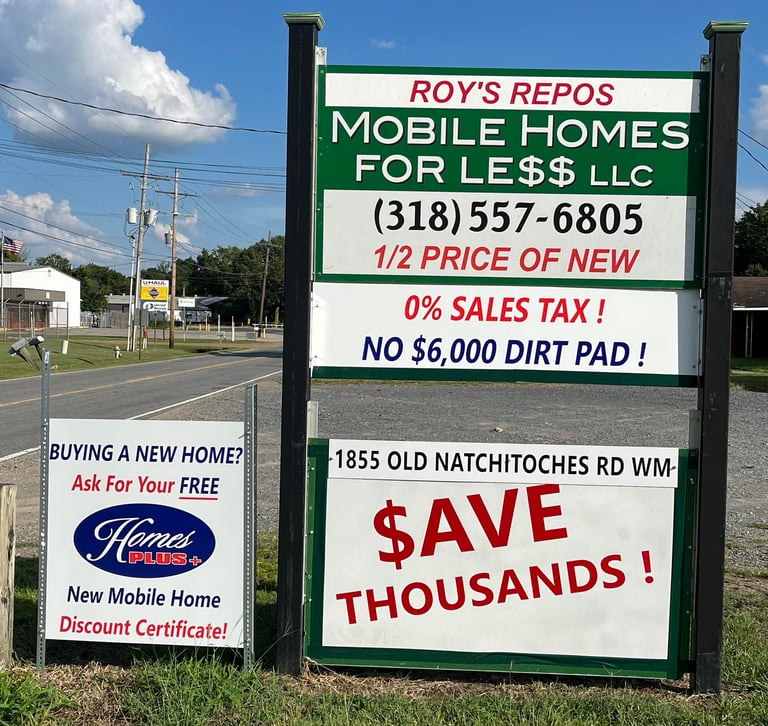 ROY'S REPOS
MOBILE HOMES
FOR LE$$ LLC
(318) 557-6805
1/2 PRICE OF NEW
0% SALES TAX !
NO $6,000 DIRT PAD !
1855 OLD NATCHITOCHES RD WM
$AVE
THOUSANDS !
BUYING A NEW HOME?
Ask For Your FREE
Homes
PLUS+
New Mobile Home
Discount Certificate!
U-HAUL